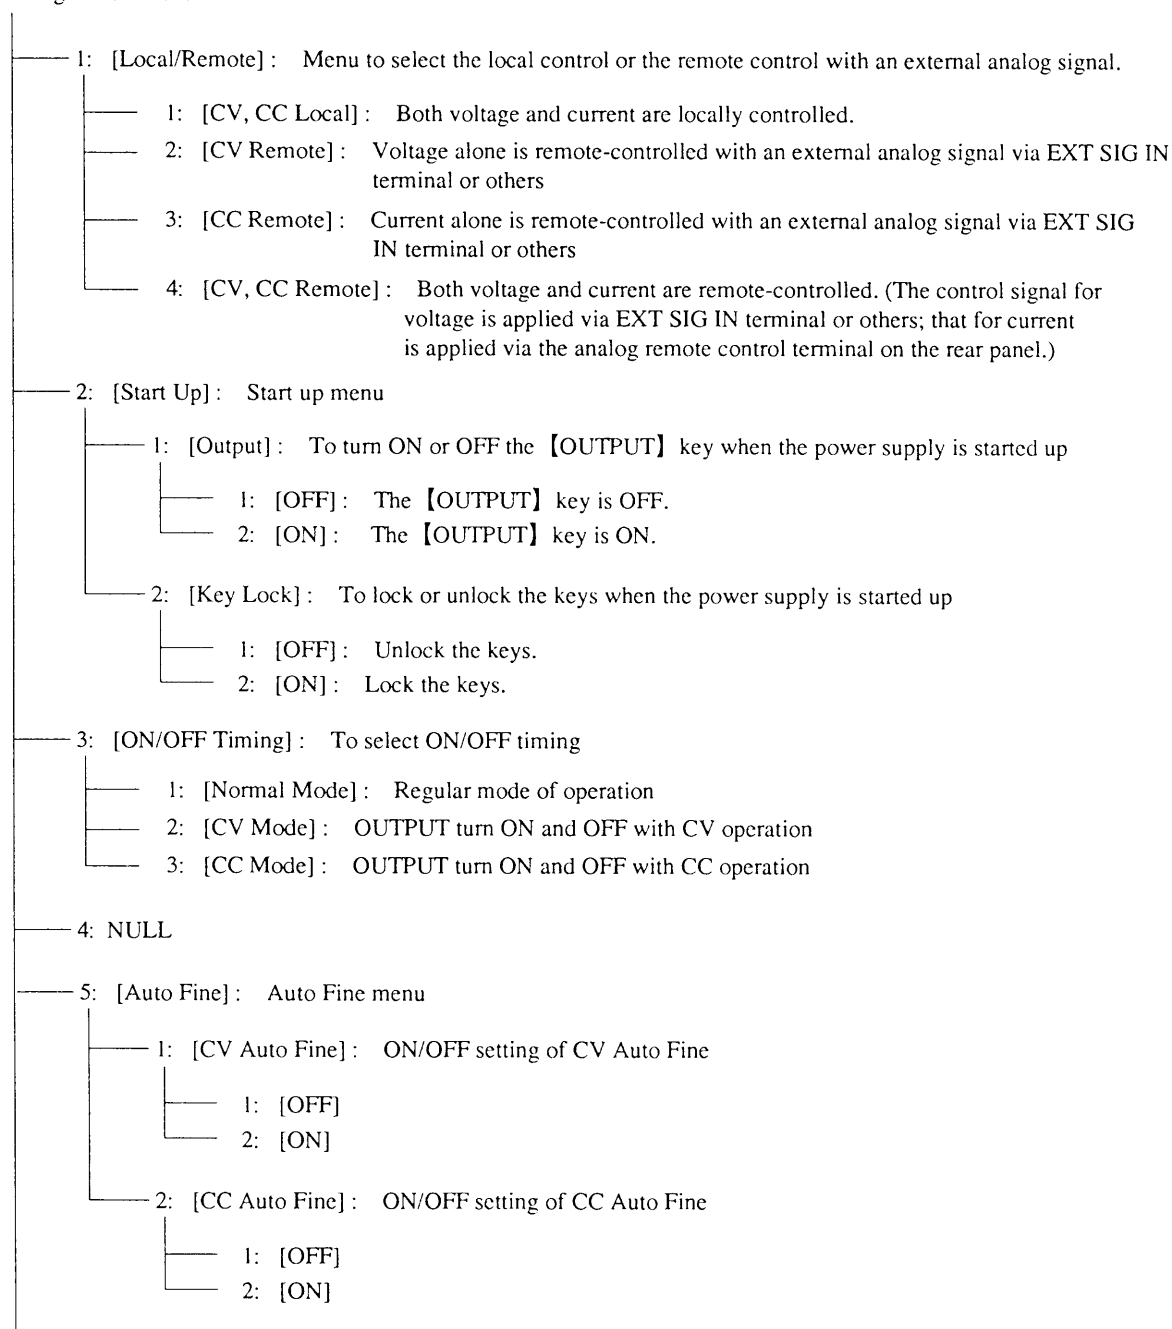 1: [Local/Remote] : Menu to select the local control or the remote control with an external analog signal.
1: [CV, CC Local] : Both voltage and current are locally controlled.
2: [CV Remote] : Voltage alone is remote-controlled with an external analog signal via EXT SIG IN
terminal or others
3: [CC Remote] : Current alone is remote-controlled with an external analog signal via EXT SIG
IN terminal or others
4: [CV, CC Remote] : Both voltage and current are remote-controlled. (The control signal for
voltage is applied via EXT SIG IN terminal or others; that for current
is applied via the analog remote control terminal on the rear panel.)
2: [Start Up] : Start up menu
1: [Output] : To turn ON or OFF the 【OUTPUT】 key when the power supply is started up
1: [OFF] : The 【OUTPUT】 key is OFF.
2: [ON] : The 【OUTPUT】 key is ON.
2: [Key Lock] : To lock or unlock the keys when the power supply is started up
1: [OFF] : Unlock the keys.
2: [ON] : Lock the keys.
3: [ON/OFF Timing] : To select ON/OFF timing
1: [Normal Mode] : Regular mode of operation
2: [CV Mode] : OUTPUT turn ON and OFF with CV operation
3: [CC Mode] : OUTPUT turn ON and OFF with CC operation
4: NULL
5: [Auto Fine] : Auto Fine menu
1: [CV Auto Fine] : ON/OFF setting of CV Auto Fine
1: [OFF]
2: [ON]
2: [CC Auto Fine] : ON/OFF setting of CC Auto Fine
1: [OFF]
2: [ON]